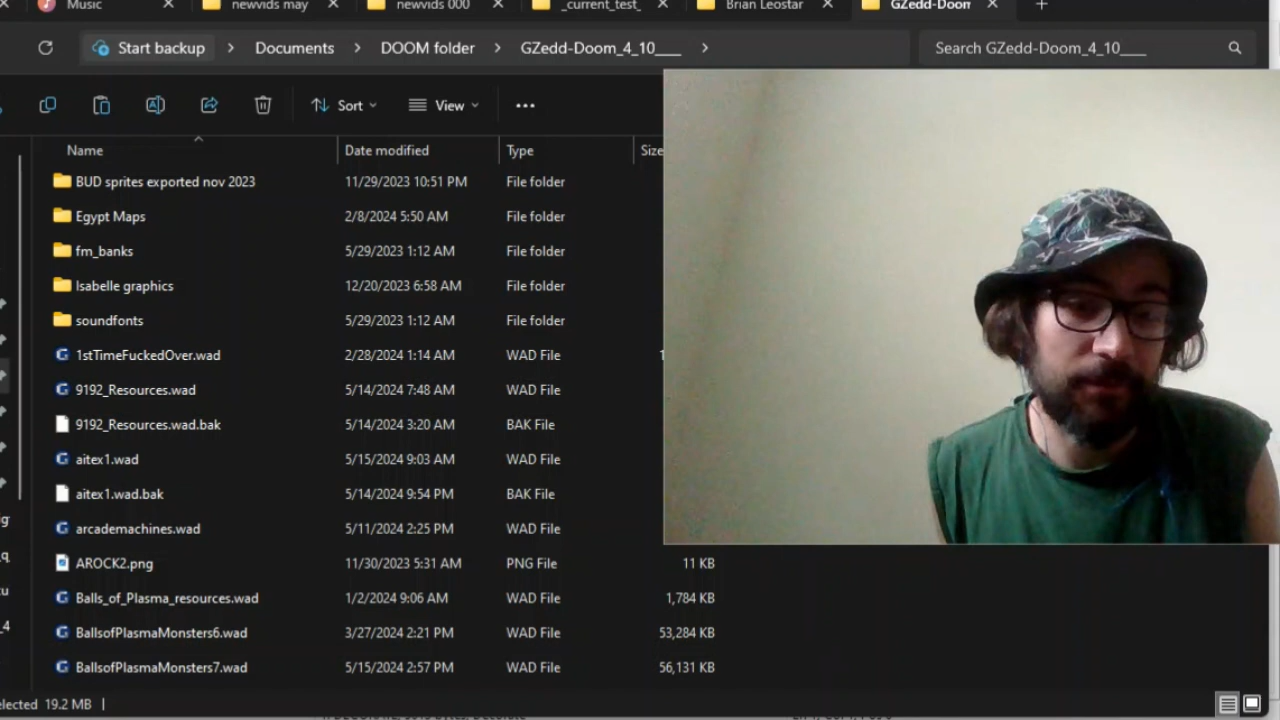 Music newvids may newvids 000 _current_test_ Brian Leostar GZedd-Doom
Start backup Documents DOOM folder GZedd-Doom_4_10____ Search GZedd-Doom_4_10____
Sort View
Name Date modified Type Size
BUD sprites exported nov 2023 11/29/2023 10:51 PM File folder
Egypt Maps 2/8/2024 5:50 AM File folder
fm_banks 5/29/2023 1:12 AM File folder
Isabelle graphics 12/20/2023 6:58 AM File folder
soundfonts 5/29/2023 1:12 AM File folder
1stTimeFuckedOver.wad 2/28/2024 1:14 AM WAD File 1
9192_Resources.wad 5/14/2024 7:48 AM WAD File
9192_Resources.wad.bak 5/14/2024 3:20 AM BAK File
aitex1.wad 5/15/2024 9:03 AM WAD File
aitex1.wad.bak 5/14/2024 9:54 PM BAK File
arcademachines.wad 5/11/2024 2:25 PM WAD File
AROCK2.png 11/30/2023 5:31 AM PNG File 11 KB
Balls_of_Plasma_resources.wad 1/2/2024 9:06 AM WAD File 1,784 KB
BallsofPlasmaMonsters6.wad 3/27/2024 2:21 PM WAD File 53,284 KB
BallsofPlasmaMonsters7.wad 5/15/2024 2:57 PM WAD File 56,131 KB
elected 19.2 MB